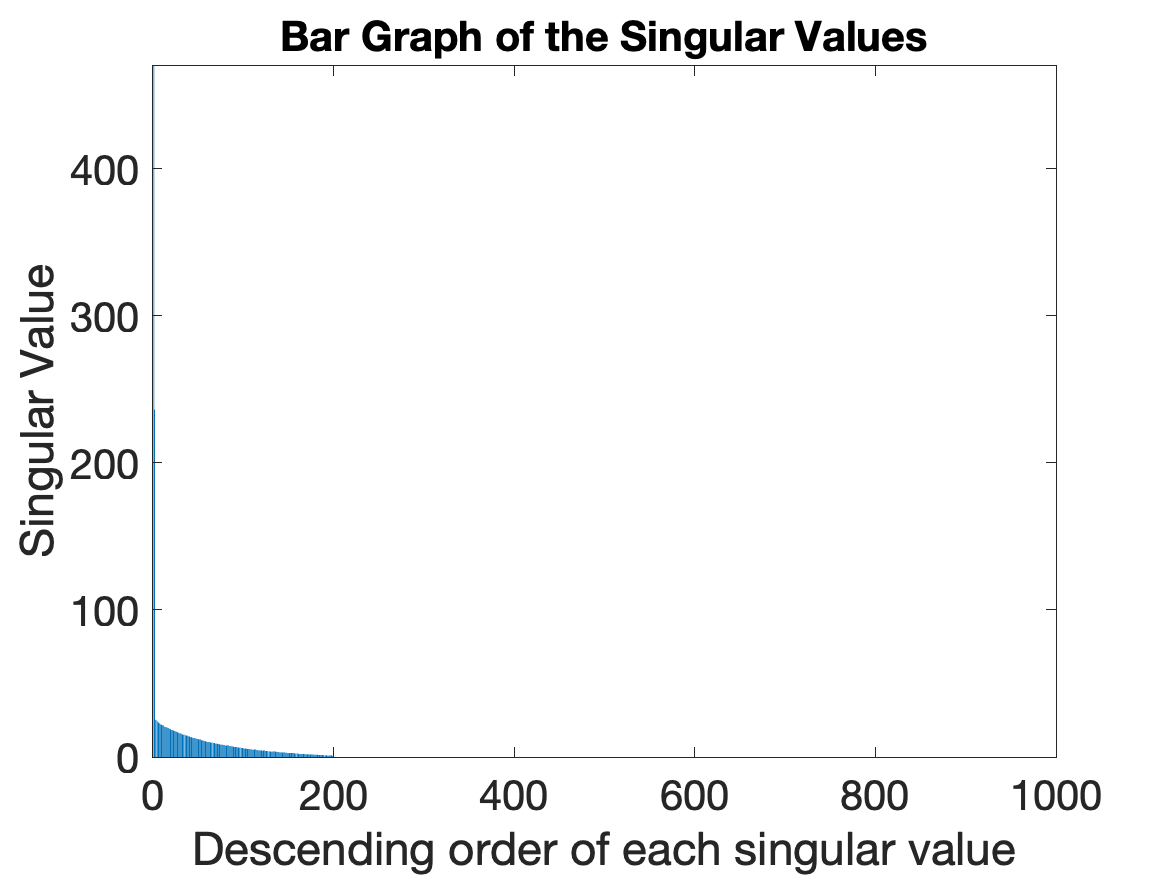 Bar Graph of the Singular Values
400
300
200
100
0
Singular Value
0 200 400 600 800 1000
Descending order of each singular value